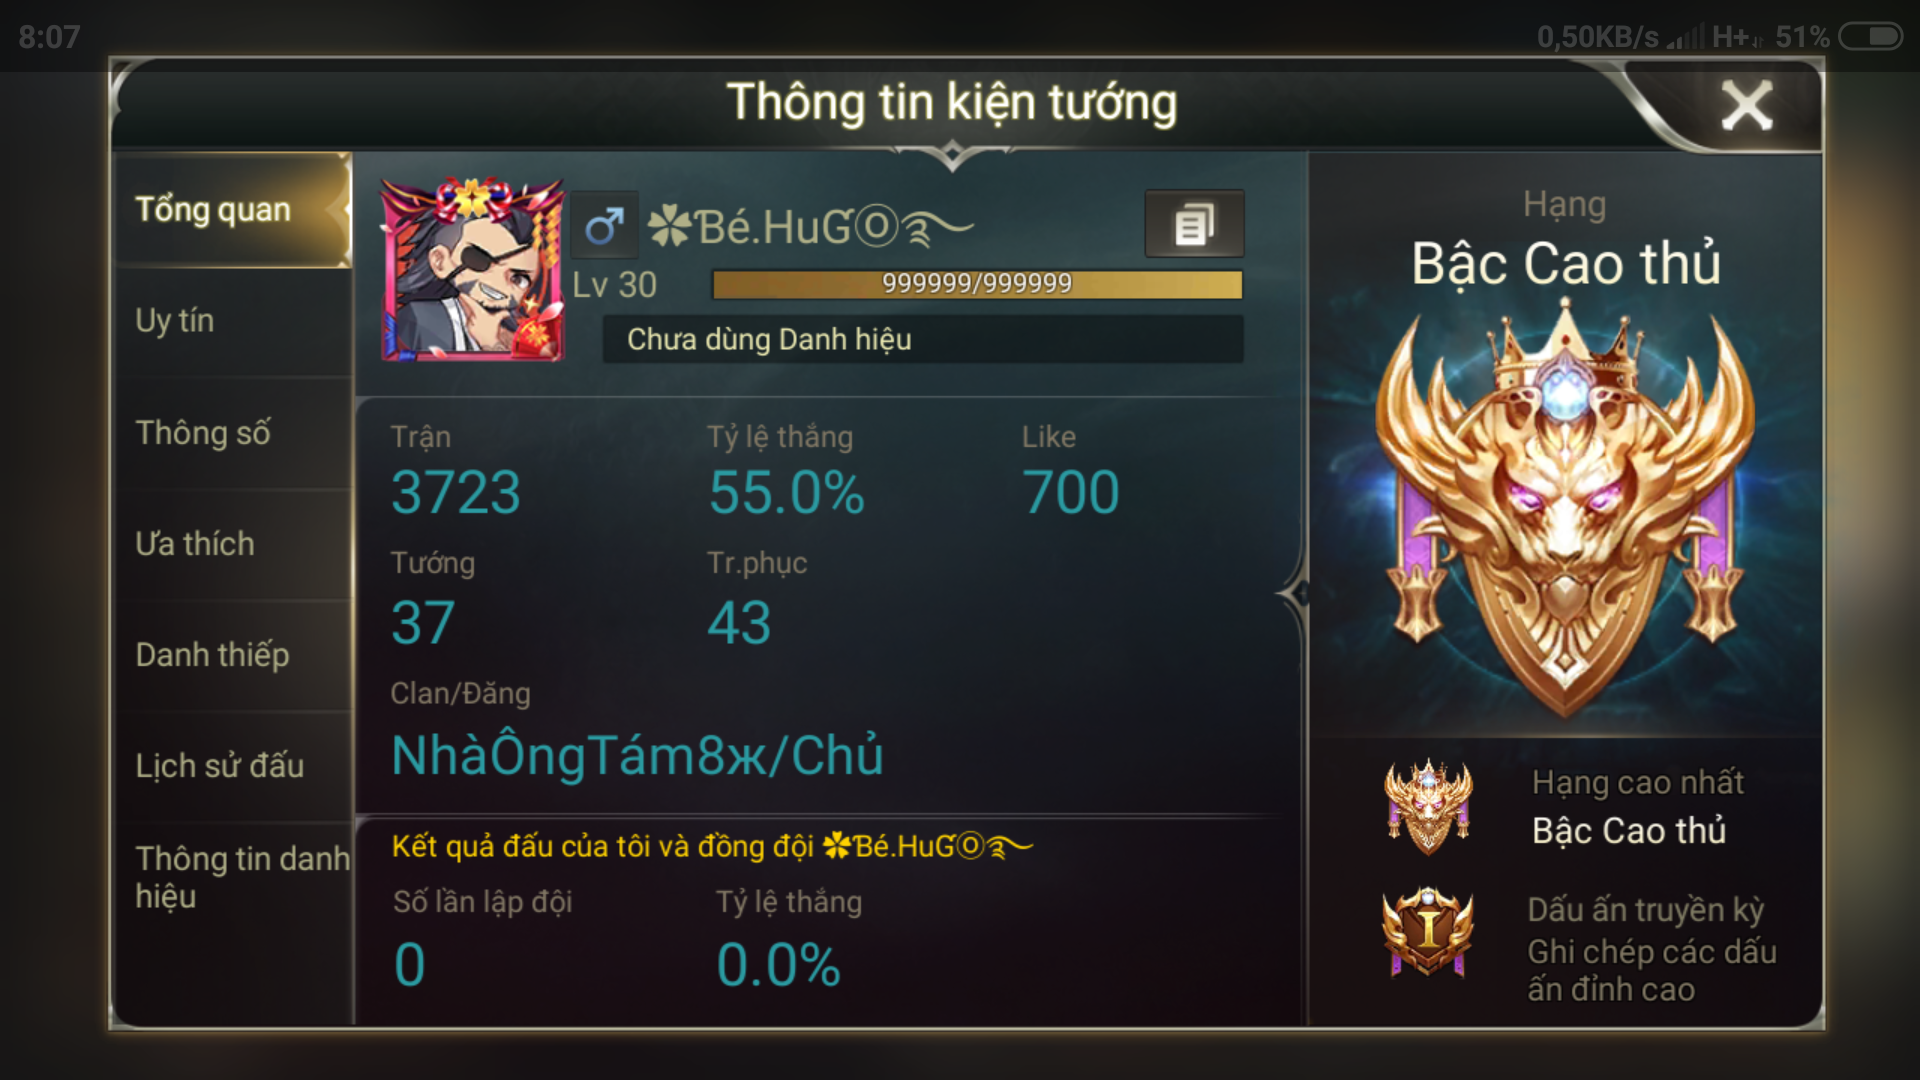 8:07
0,50KB/s H+ 51%
Thông tin kiện tướng
Tổng quan
Uy tín
Thông số
Ưa thích
Danh thiếp
Lịch sử đấu
Thông tin danh
hiệu
✿Ɓé.HuƓⓄ࿐
Lv 30
999999/999999
Chưa dùng Danh hiệu
Trận Tỷ lệ thắng Like
3723 55.0% 700
Tướng Tr.phục
37 43
Clan/Đăng
NhàÔngTám8ж/Chủ
Kết quả đấu của tôi và đồng đội ✿Ɓé.HuƓⓄ࿐
Số lần lập đội Tỷ lệ thắng
0 0.0%
Hạng
Bậc Cao thủ
Hạng cao nhất
Bậc Cao thủ
I
Dấu ấn truyền kỳ
Ghi chép các dấu
ấn đỉnh cao